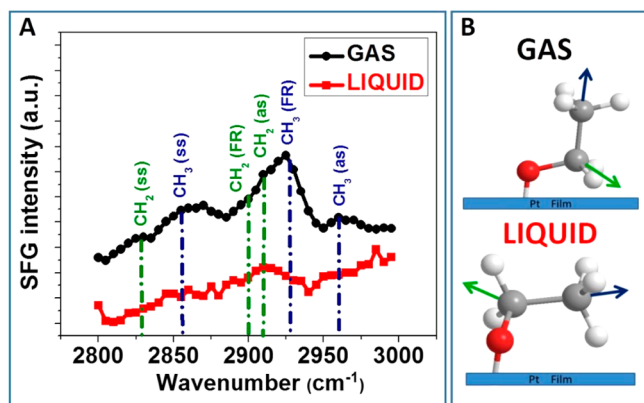 A
SFG intensity (a.u.)
GAS
LIQUID
CH2 (ss)
CH3 (ss)
CH2 (FR)
CH2 (as)
CH3 (FR)
CH3 (as)
2800 2850 2900 2950 3000
Wavenumber (cm-1)
B
GAS
Pt Film
LIQUID
Pt Film